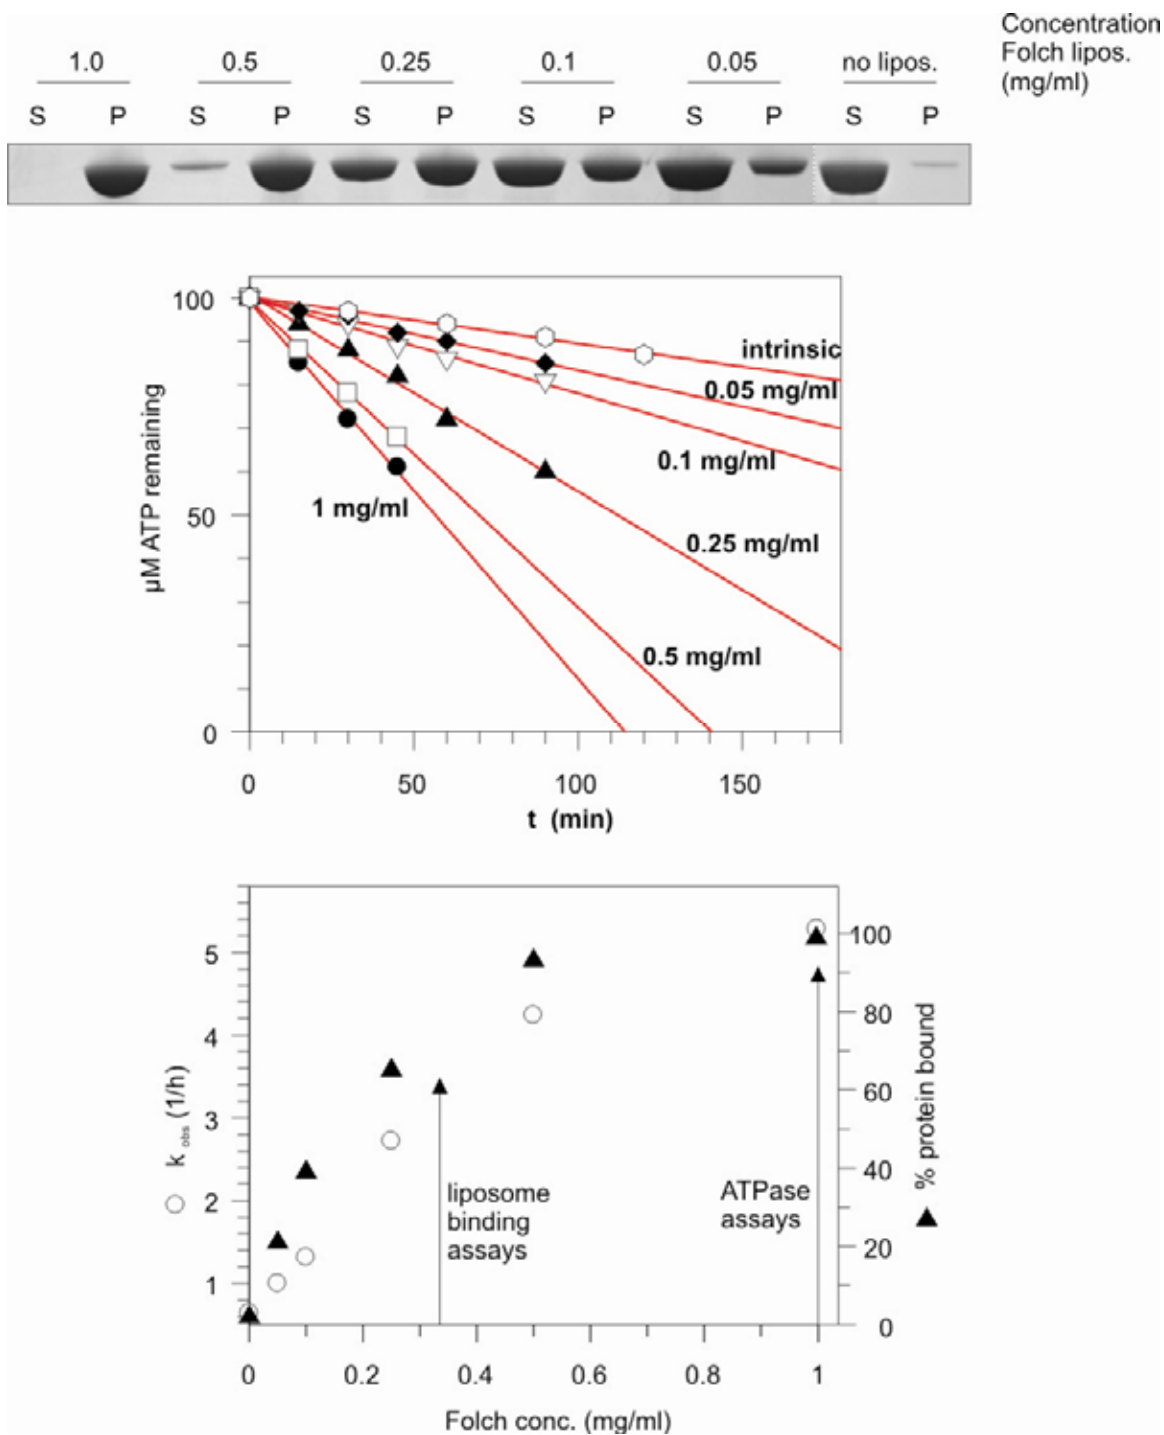 Concentration
Folch lipos.
(mg/ml)
1.0 0.5 0.25 0.1 0.05 no lipos.
S P S P S P S P S P S P
100
50
0
µM ATP remaining
intrinsic
0.05 mg/ml
0.1 mg/ml
0.25 mg/ml
0.5 mg/ml
1 mg/ml
0 50 100 150
t (min)
5
4
3
2
1
k obs (1/h)
100
80
60
40
20
0
% protein bound
liposome
binding
assays
ATPase
assays
0 0.2 0.4 0.6 0.8 1
Folch conc. (mg/ml)